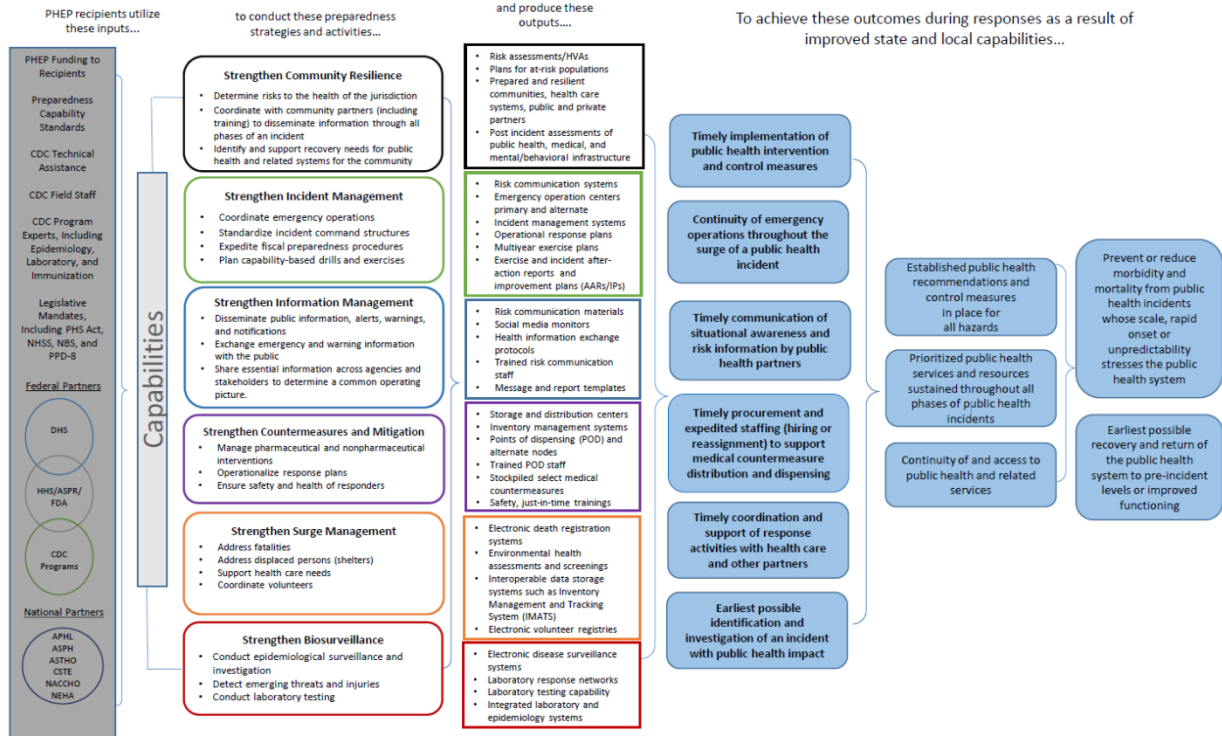 PHEP recipients utilize
these inputs...
to conduct these preparedness
strategies and activities...
and produce these
outputs....
To achieve these outcomes during responses as a result of
improved state and local capabilities...
PHEP Funding to
Recipients
Preparedness
Capability
Standards
CDC Technical
Assistance
CDC Field Staff
CDC Program
Experts, Including
Epidemiology,
Laboratory, and
Immunization
Legislative
Mandates,
Including PHS Act,
NHSS, NBS, and
PPD-8
Federal Partners
DHS
HHS/ASPR/
FDA
CDC
Programs
National Partners
APHL
ASPH
ASTHO
CSTE
NACCHO
NEHA
Capabilities
Strengthen Community Resilience
• Determine risks to the health of the jurisdiction
• Coordinate with community partners (including
training) to disseminate information through all
phases of an incident
• Identify and support recovery needs for public
health and related systems for the community
Strengthen Incident Management
• Coordinate emergency operations
• Standardize incident command structures
• Expedite fiscal preparedness procedures
• Plan capability-based drills and exercises
Strengthen Information Management
• Disseminate public information, alerts, warnings,
and notifications
• Exchange emergency and warning information
with the public
• Share essential information across agencies and
stakeholders to determine a common operating
picture.
Strengthen Countermeasures and Mitigation
• Manage pharmaceutical and nonpharmaceutical
interventions
• Operationalize response plans
• Ensure safety and health of responders
Strengthen Surge Management
• Address fatalities
• Address displaced persons (shelters)
• Support health care needs
• Coordinate volunteers
Strengthen Biosurveillance
• Conduct epidemiological surveillance and
investigation
• Detect emerging threats and injuries
• Conduct laboratory testing
• Risk assessments/HVAs
• Plans for at-risk populations
• Prepared and resilient
communities, health care
systems, public and private
partners
• Post incident assessments of
public health, medical, and
mental/behavioral infrastructure
• Risk communication systems
• Emergency operation centers
primary and alternate
• Incident management systems
• Operational response plans
• Multiyear exercise plans
• Exercise and incident after-
action reports and
improvement plans (AARs/IPs)
• Risk communication materials
• Social media monitors
• Health information exchange
protocols
• Trained risk communication
staff
• Message and report templates
• Storage and distribution centers
• Inventory management systems
• Points of dispensing (POD) and
alternate nodes
• Trained POD staff
• Stockpiled select medical
countermeasures
• Safety, just-in-time trainings
• Electronic death registration
systems
• Environmental health
assessments and screenings
• Interoperable data storage
systems such as Inventory
Management and Tracking
System (IMATS)
• Electronic volunteer registries
• Electronic disease surveillance
systems
• Laboratory response networks
• Laboratory testing capability
• Integrated laboratory and
epidemiology systems
Timely implementation of
public health intervention
and control measures
Continuity of emergency
operations throughout the
surge of a public health
incident
Timely communication of
situational awareness and
risk information by public
health partners
Timely procurement and
expedited staffing (hiring or
reassignment) to support
medical countermeasure
distribution and dispensing
Timely coordination and
support of response
activities with health care
and other partners
Earliest possible
identification and
investigation of an incident
with public health impact
Established public health
recommendations and
control measures
in place for
all hazards
Prioritized public health
services and resources
sustained throughout all
phases of public health
incidents
Continuity of and access to
public health and related
services
Prevent or reduce
morbidity and
mortality from public
health incidents
whose scale, rapid
onset or
unpredictability
stresses the public
health system
Earliest possible
recovery and return of
the public health
system to pre-incident
levels or improved
functioning